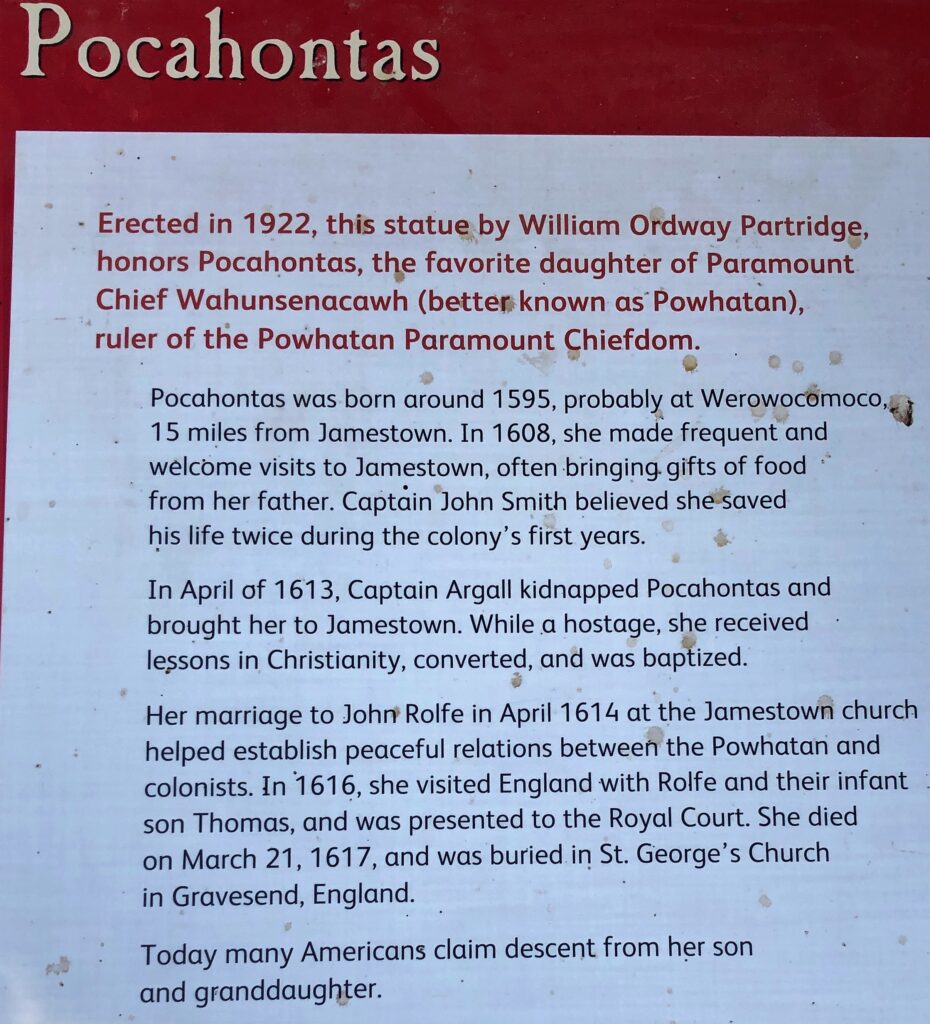 Pocahontas
Erected in 1922, this statue by William Ordway Partridge,
honors Pocahontas, the favorite daughter of Paramount
Chief Wahunsenacawh (better known as Powhatan),
ruler of the Powhatan Paramount Chiefdom.
Pocahontas was born around 1595, probably at Werowocomoco,
15 miles from Jamestown. In 1608, she made frequent and
welcome visits to Jamestown, often bringing gifts of food
from her father. Captain John Smith believed she saved
his life twice during the colony's first years.
In April of 1613, Captain Argall kidnapped Pocahontas and
brought her to Jamestown. While a hostage, she received
lessons in Christianity, converted, and was baptized.
Her marriage to John Rolfe in April 1614 at the Jamestown church
helped establish peaceful relations between the Powhatan and
colonists. In 1616, she visited England with Rolfe and their infant
son Thomas, and was presented to the Royal Court. She died
on March 21, 1617, and was buried in St. George's Church
in Gravesend, England.
Today many Americans claim descent from her son
and granddaughter.